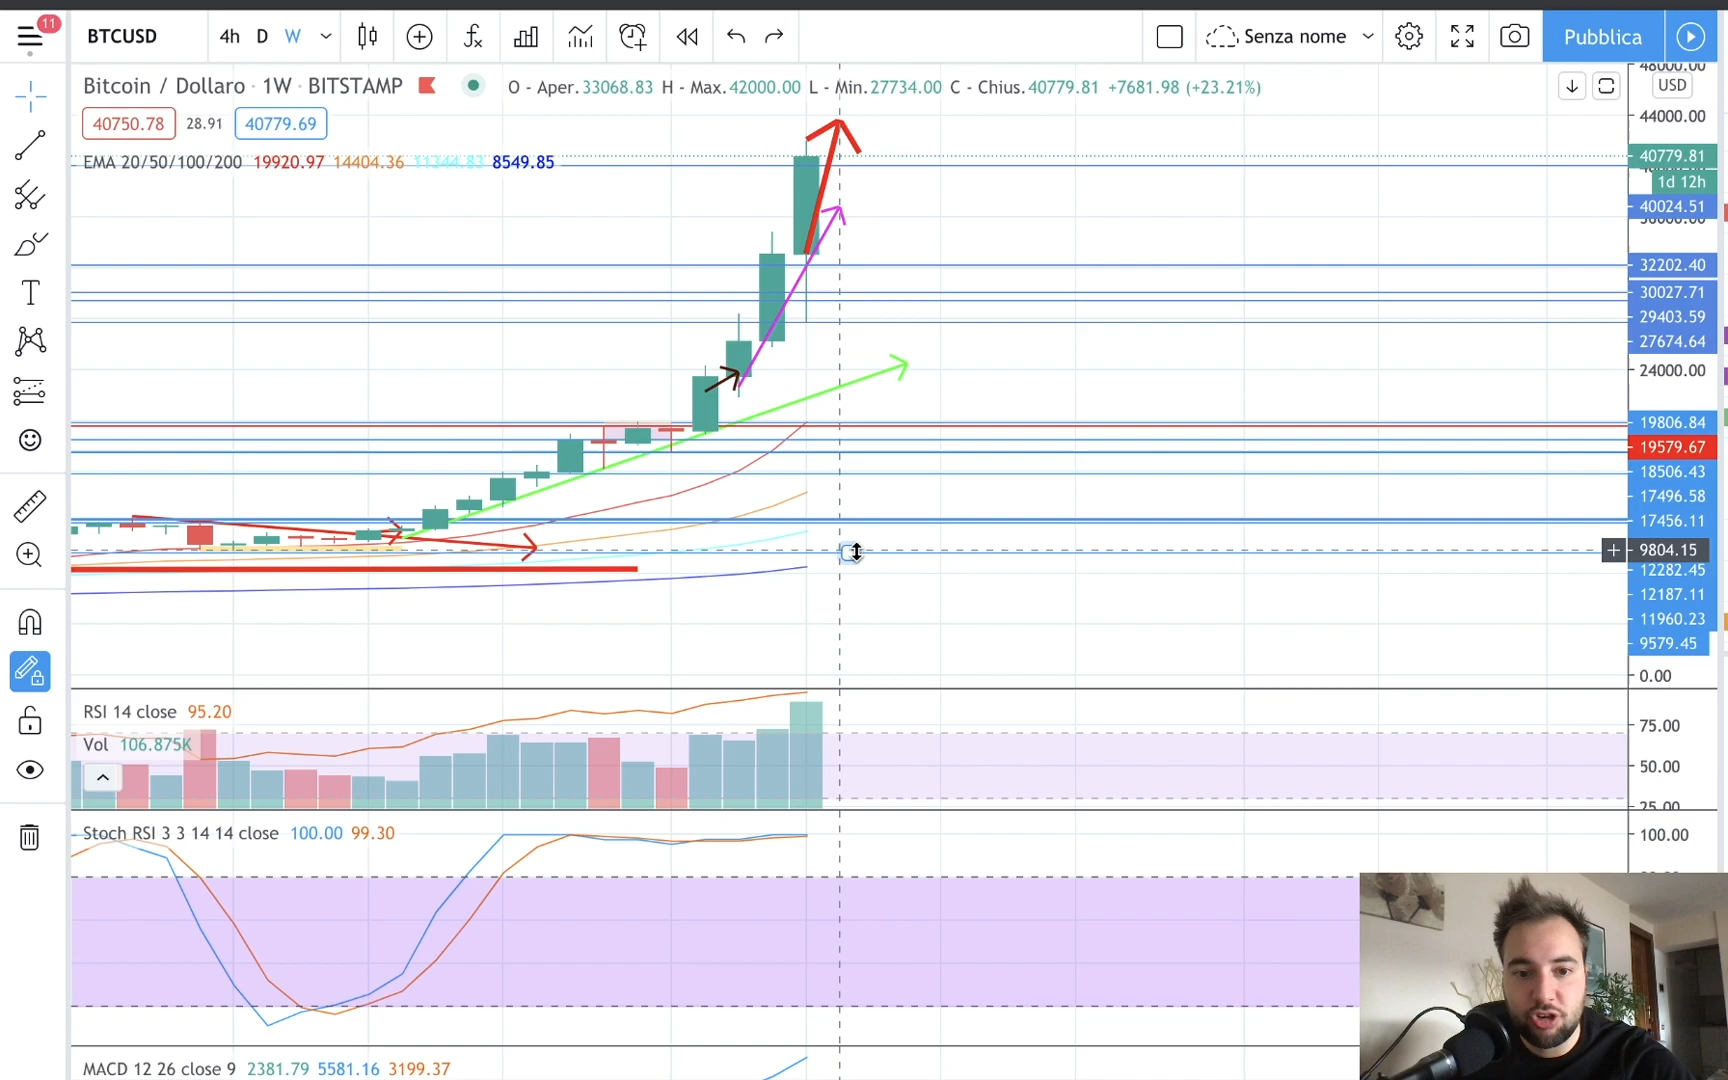 11
BTCUSD
4h D W
Senza nome
Pubblica
Bitcoin / Dollaro · 1W · BITSTAMP
O - Aper. 33068.83 H - Max. 42000.00 L - Min. 27734.00 C - Chius. 40779.81 +7681.98 (+23.21%)
USD
40750.78 28.91 40779.69
EMA 20/50/100/200 19920.97 14404.36 11344.83 8549.85
48000.00
44000.00
40779.81
1d 12h
40024.51
36000.00
32202.40
30027.71
29403.59
27674.64
24000.00
19806.84
19579.67
18506.43
17496.58
17456.11
9804.15
12282.45
12187.11
11960.23
9579.45
0.00
RSI 14 close 95.20
Vol 106.875K
75.00
50.00
25.00
Stoch RSI 3 3 14 14 close 100.00 99.30
100.00
MACD 12 26 close 9 2381.79 5581.16 3199.37